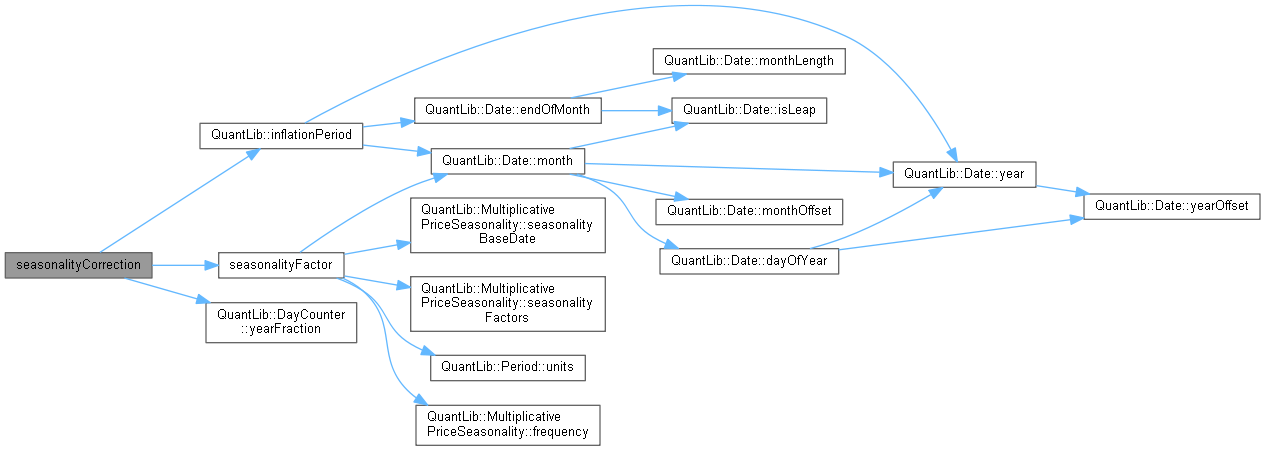 QuantLib::Date::monthLength
QuantLib::Date::endOfMonth
QuantLib::Date::isLeap
QuantLib::inflationPeriod
QuantLib::Date::month
QuantLib::Date::year
QuantLib::Multiplicative
PriceSeasonality::seasonality
BaseDate
QuantLib::Date::monthOffset
QuantLib::Date::yearOffset
seasonalityCorrection
seasonalityFactor
QuantLib::Date::dayOfYear
QuantLib::Multiplicative
PriceSeasonality::seasonality
Factors
QuantLib::DayCounter
::yearFraction
QuantLib::Period::units
QuantLib::Multiplicative
PriceSeasonality::frequency